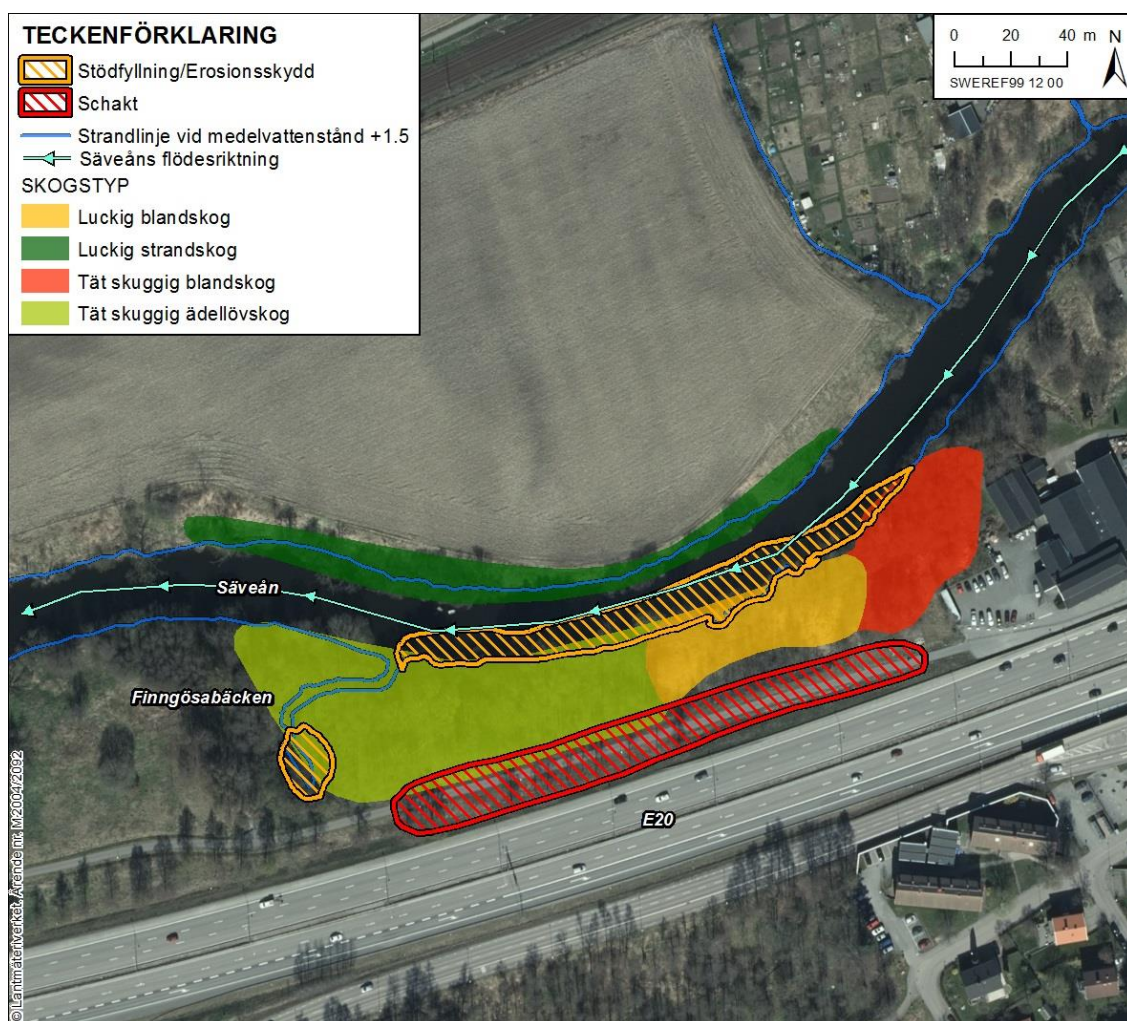 TECKENFÖRKLARING
Stödfyllning/Erosionsskydd
Schakt
Strandlinje vid medelvattenstånd +1.5
Säveåns flödesriktning
SKOGSTYP
Luckig blandskog
Luckig strandskog
Tät skuggig blandskog
Tät skuggig ädellövskog
0 20 40 m
N
SWEREF99 12 00
Säveån
Finngösabäcken
E20
© Lantmäteriverket. Ärende nr. M2004/2092